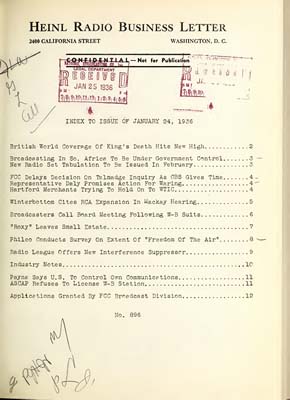 HEINL RADIO BUSINESS LETTER
2400 CALIFORNIA STREET WASHINGTON, D. C.
CONFIDENTIAL—Not for Publication
LEGAL DEPARTMENT
RECEIVED
JAN 25 1936
INDEX TO ISSUE OF JANUARY 24, 1936
British World Coverage Of King's Death Hits New High...........2
Broadcasting In So. Africa To Be Under Government Control......3
New Radio Set Tabulation To Be Issued In February..............3
FCC Delays Decision On Talmadge Inquiry As CBS Gives Time......4
Representative Daly Promises Action For Waring.................4
Hartford Merchants Trying To Hold On To WTIC...................4
Winterbottom Cites RCA Expansion In Mackay Hearing.............5
Broadcasters Call Board Meeting Following W-B Suits............6
"Roxy" Leaves Small Estate.....................................7
Philco Conducts Survey On Extent Of "Freedom Of The Air".......8
Radio League Offers New Interference Suppressor................9
Industry Notes................................................10
Payne Says U.S. To Control Own Communications.................11
ASCAP Refuses To License W-B Station..........................11
Applications Granted By FCC Broadcast Division................12
No. 896